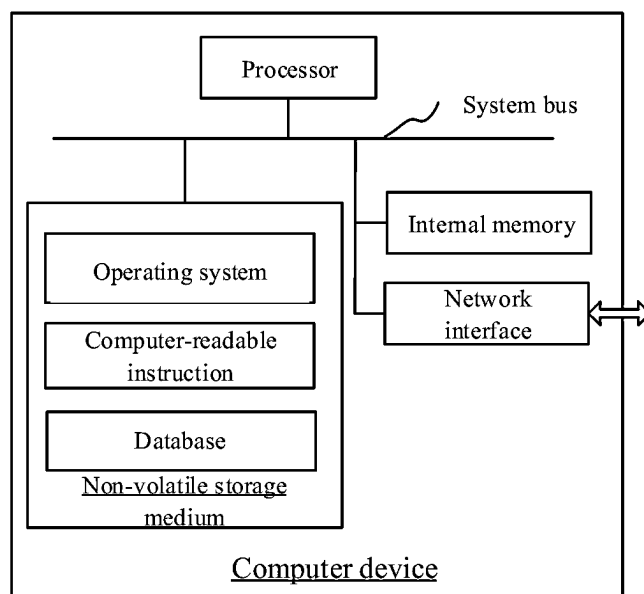 Processor
System bus
Internal memory
Operating system
Network
interface
Computer-readable
instruction
Database
Non-volatile storage
medium
Computer device